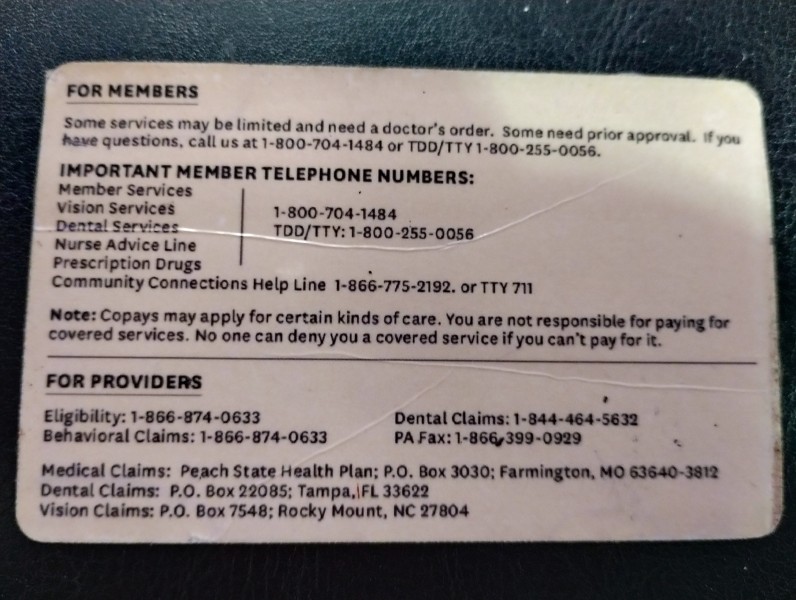 FOR MEMBERS
Some services may be limited and need a doctor's order. Some need prior approval. If you
have questions, call us at 1-800-704-1484 or TDD/TTY 1-800-255-0056.
IMPORTANT MEMBER TELEPHONE NUMBERS:
Member Services
Vision Services
Dental Services
Nurse Advice Line
Prescription Drugs
1-800-704-1484
TDD/TTY: 1-800-255-0056
Community Connections Help Line 1-866-775-2192. or TTY 711
Note: Copays may apply for certain kinds of care. You are not responsible for paying for
covered services. No one can deny you a covered service if you can't pay for it.
FOR PROVIDERS
Eligibility: 1-866-874-0633
Behavioral Claims: 1-866-874-0633
Dental Claims: 1-844-464-5632
PA Fax: 1-866-399-0929
Medical Claims: Peach State Health Plan; P.O. Box 3030; Farmington, MO 63640-3812
Dental Claims: P.O. Box 22085; Tampa, FL 33622
Vision Claims: P.O. Box 7548; Rocky Mount, NC 27804